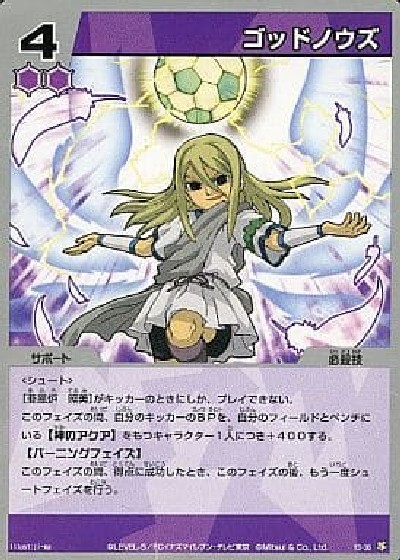 4
ゴッドノウズ
サポート
必殺技
<シュート>
[亜風炉 照美]がキッカーのときにしか、プレイできない。
このフェイズの間、自分のキッカーのBPを、自分のフィールドとベンチに
いる【神のアクア】をもつキャラクター1人につき+400する。
【バーニングフェイズ】
このフェイズの間、得点に成功したとき、このフェイズの後、もう一度シュ
ートフェイズを行う。
©LEVEL-5/FCイナズマイレブン・テレビ東京 ©Mitsui & Co., Ltd.